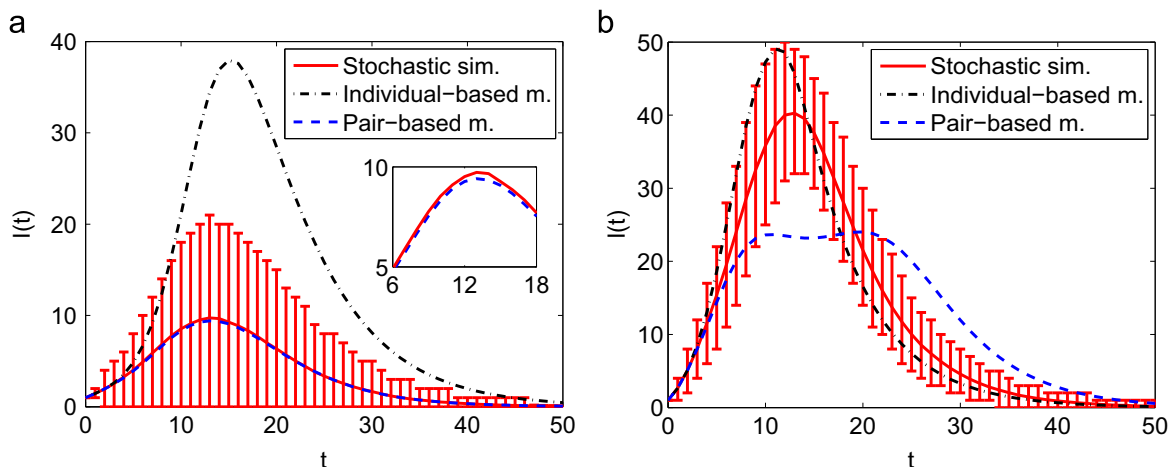 a
40
30
20
10
0
I(t)
0 10 20 30 40 50
t
Stochastic sim.
Individual-based m.
Pair-based m.
10
5
6 12 18
b
50
40
30
20
10
0
I(t)
0 10 20 30 40 50
t
Stochastic sim.
Individual-based m.
Pair-based m.